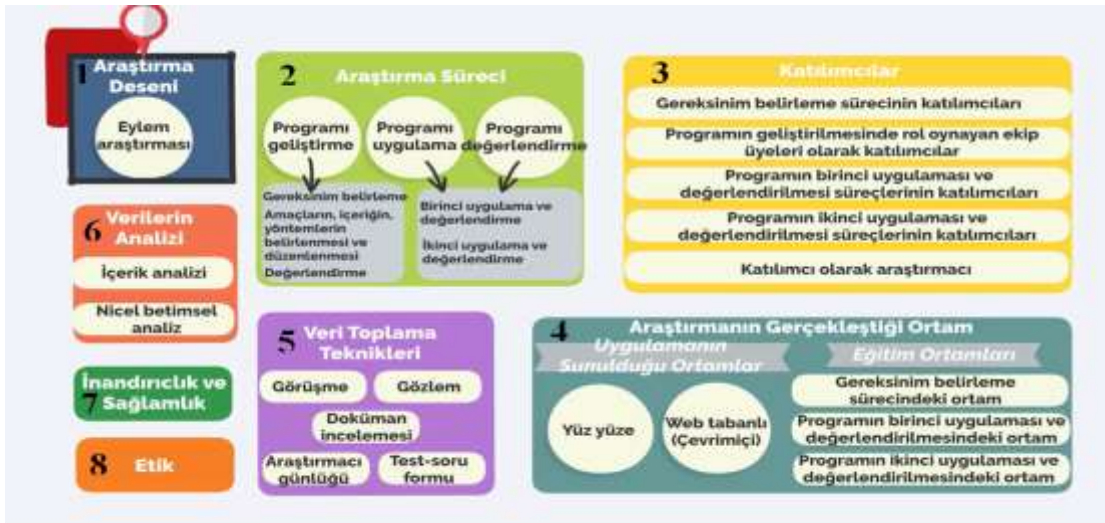 1 Araştırma
Deseni
Eylem
araştırması
2 Araştırma Süreci
Programı
geliştirme
Programı
uygulama
Programı
değerlendirme
Gereksinim belirleme
Amaçların, içeriğin,
yöntemlerin
belirlenmesi ve
düzenlenmesi
Değerlendirme
Birinci uygulama ve
değerlendirme
İkinci uygulama ve
değerlendirme
3 Katılımcılar
Gereksinim belirleme sürecinin katılımcıları
Programın geliştirilmesinde rol oynayan ekip
üyeleri olarak katılımcılar
Programın birinci uygulaması ve
değerlendirilmesi süreçlerinin katılımcıları
Programın ikinci uygulaması ve
değerlendirilmesi süreçlerinin katılımcıları
Katılımcı olarak araştırmacı
4 Araştırmanın Gerçekleştiği Ortam
Uygulamanın
Sunulduğu Ortamlar
Yüz yüze
Web tabanlı
(Çevrimiçi)
Eğitim Ortamları
Gereksinim belirleme
sürecindeki ortam
Programın birinci uygulaması ve
değerlendirilmesindeki ortam
Programın ikinci uygulaması ve
değerlendirilmesindeki ortam
5 Veri Toplama
Teknikleri
Görüşme
Gözlem
Doküman
incelemesi
Araştırmacı
günlüğü
Test-soru
formu
6 Verilerin
Analizi
İçerik analizi
Nicel betimsel
analiz
İnandırıclık ve
7 Sağlamlık
8 Etik